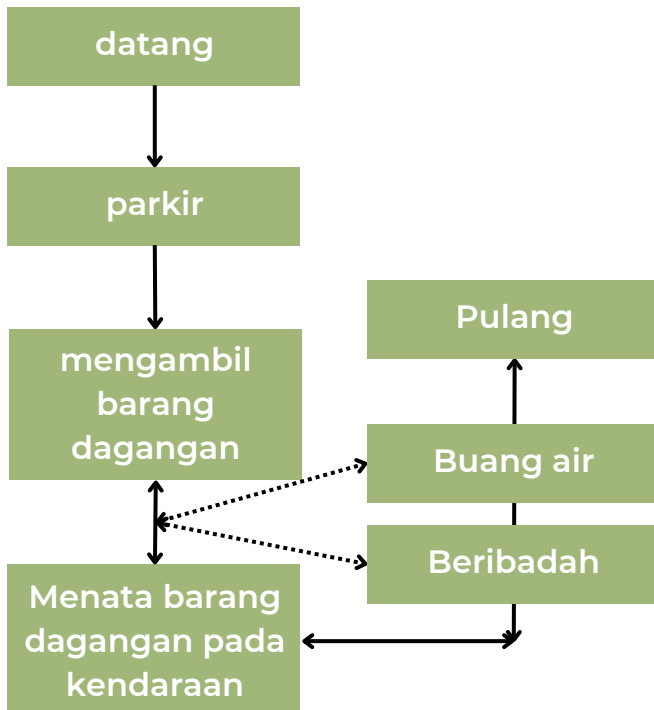 datang
parkir
mengambil
barang
dagangan
Menata barang
dagangan pada
kendaraan
Pulang
Buang air
Beribadah